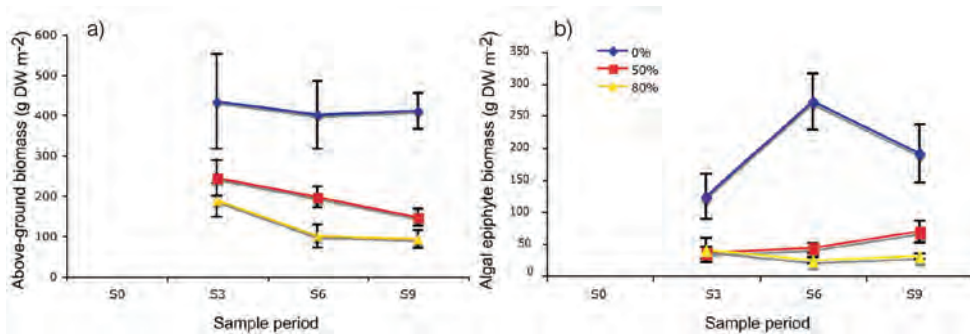 a)
Above-ground biomass (g DW m-2)
600
500
400
300
200
100
0
S0
S3
S6
S9
Sample period
b)
Algar epiphyte biomass (g DW m-2)
350
300
250
200
150
100
50
0
0%
50%
80%
S0
S3
S6
S9
Sample period